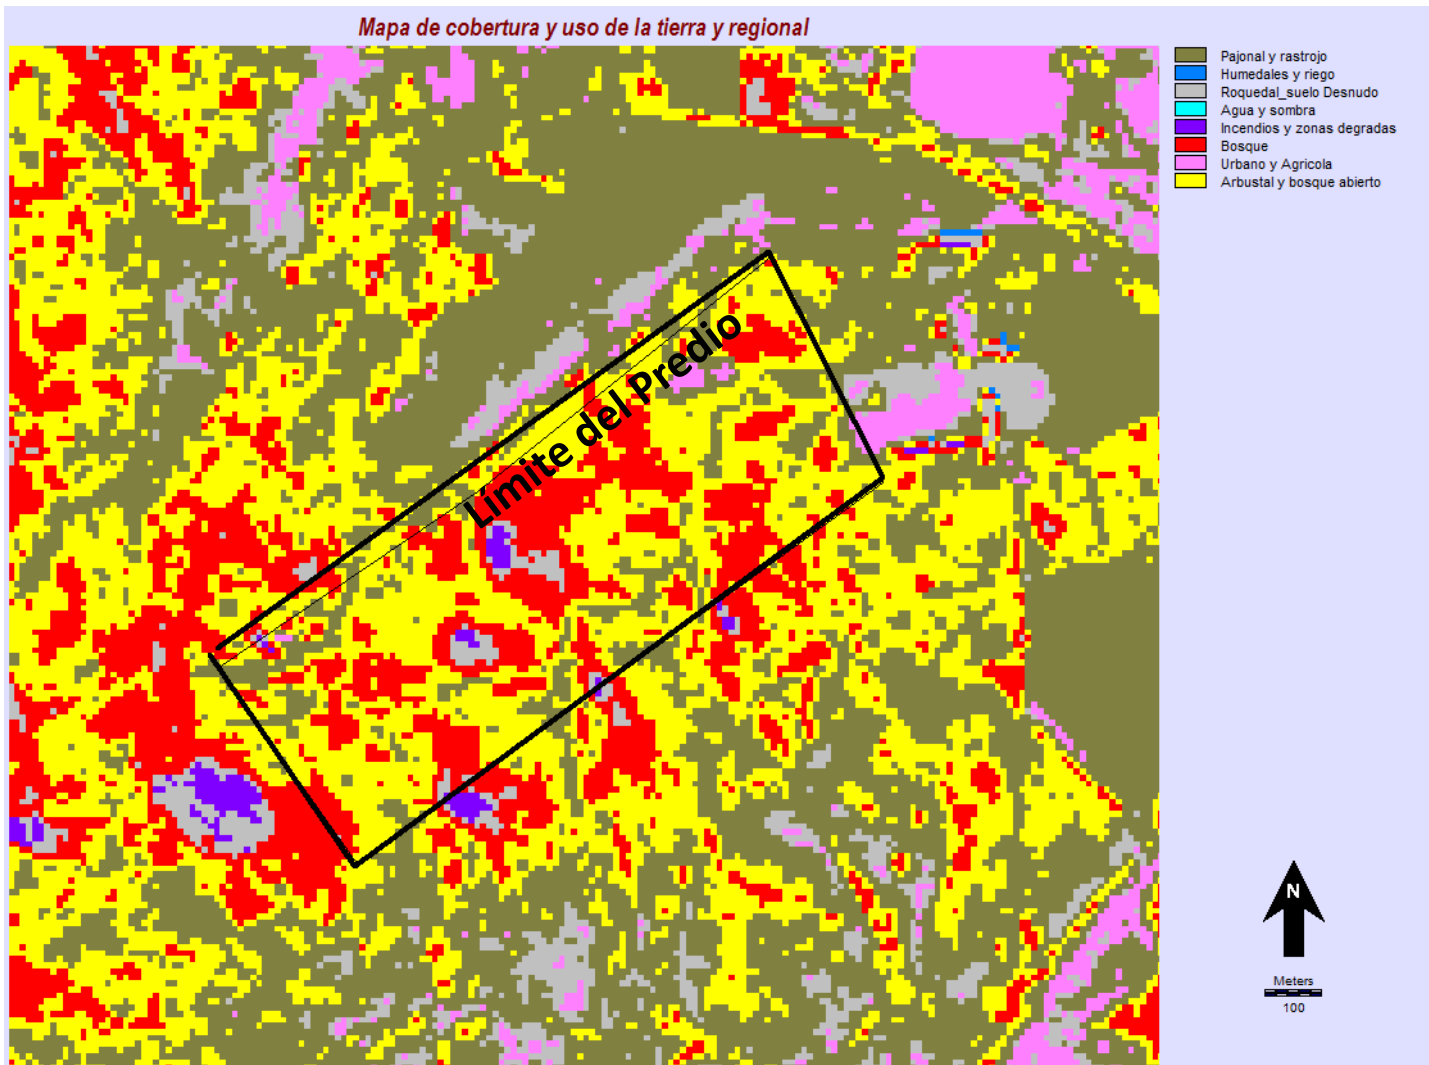 Mapa de cobertura y uso de la tierra y regional
Pajonal y rastrojo
Humedales y riego
Roquedal_suelo Desnudo
Agua y sombra
Incendios y zonas degradas
Bosque
Urbano y Agricola
Arbustal y bosque abierto
Límite del Predio
N
Meters
100